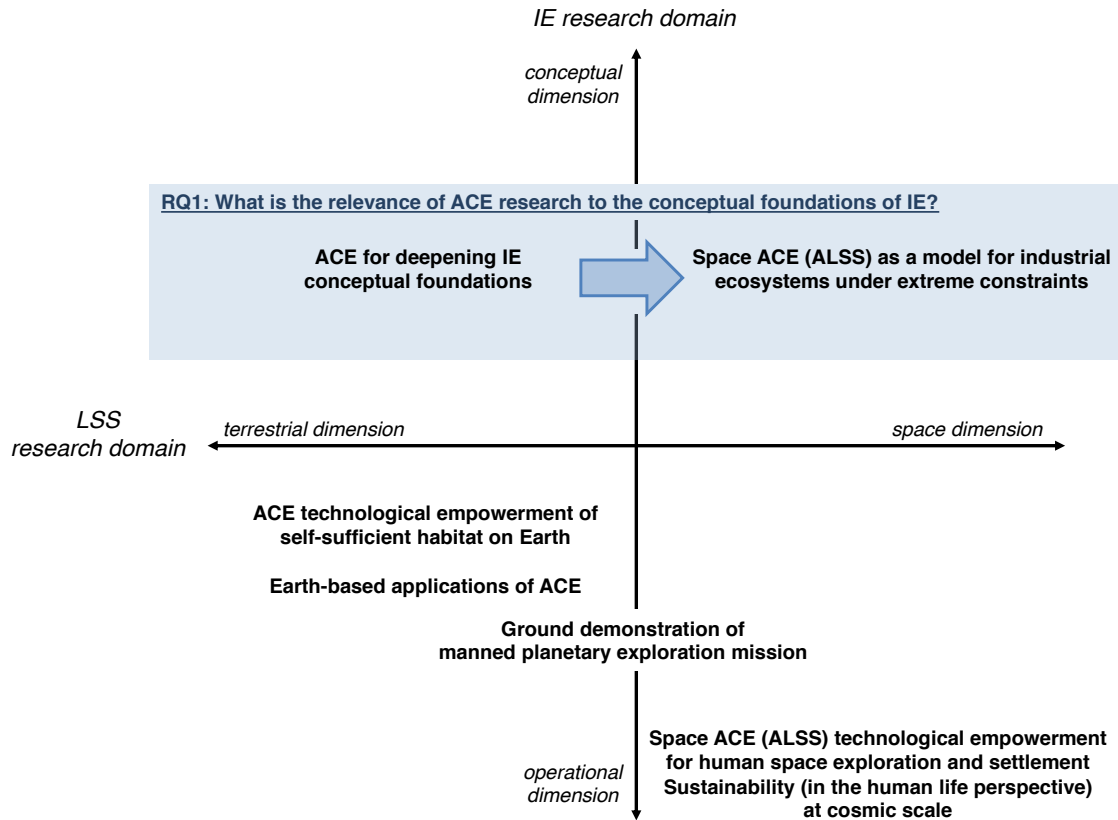 IE research domain
conceptual
dimension
RQ1: What is the relevance of ACE research to the conceptual foundations of IE?
ACE for deepening IE
conceptual foundations
Space ACE (ALSS) as a model for industrial
ecosystems under extreme constraints
LSS
research domain
terrestrial dimension
space dimension
ACE technological empowerment of
self-sufficient habitat on Earth
Earth-based applications of ACE
Ground demonstration of
manned planetary exploration mission
operational
dimension
Space ACE (ALSS) technological empowerment
for human space exploration and settlement
Sustainability (in the human life perspective)
at cosmic scale